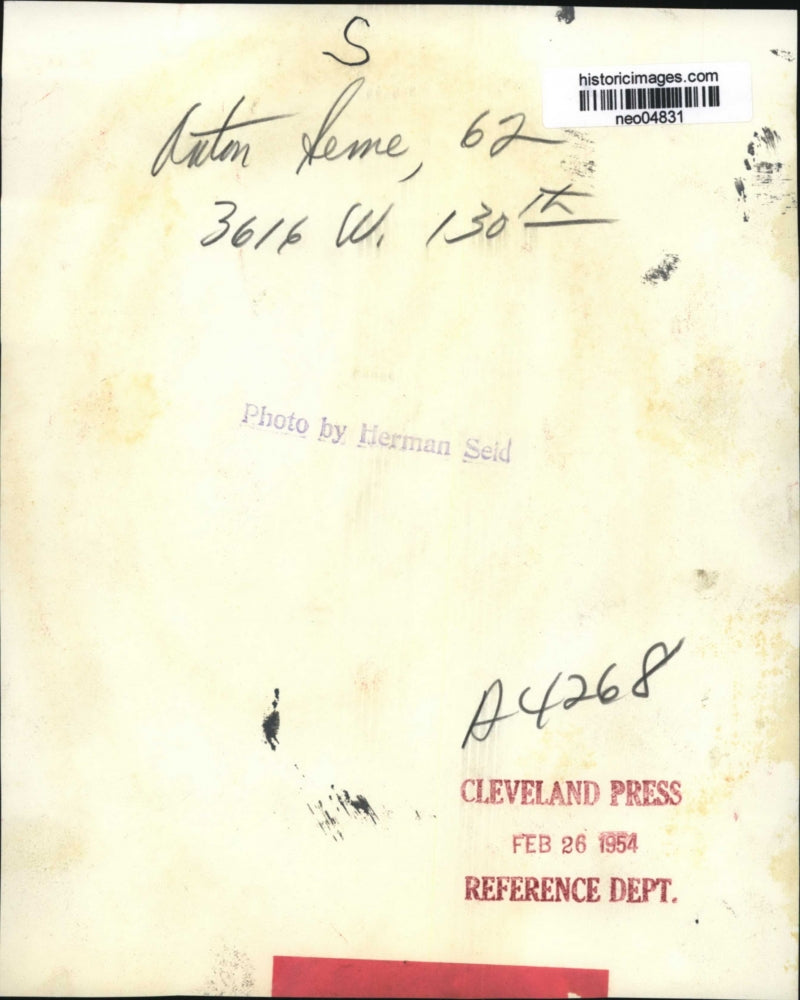 S
historicimages.com
neo04831
Anton
62
3616 W. 130th
Photo by Herman Seid
A4268
CLEVELAND PRESS
FEB 26 1954
REFERENCE DEPT.